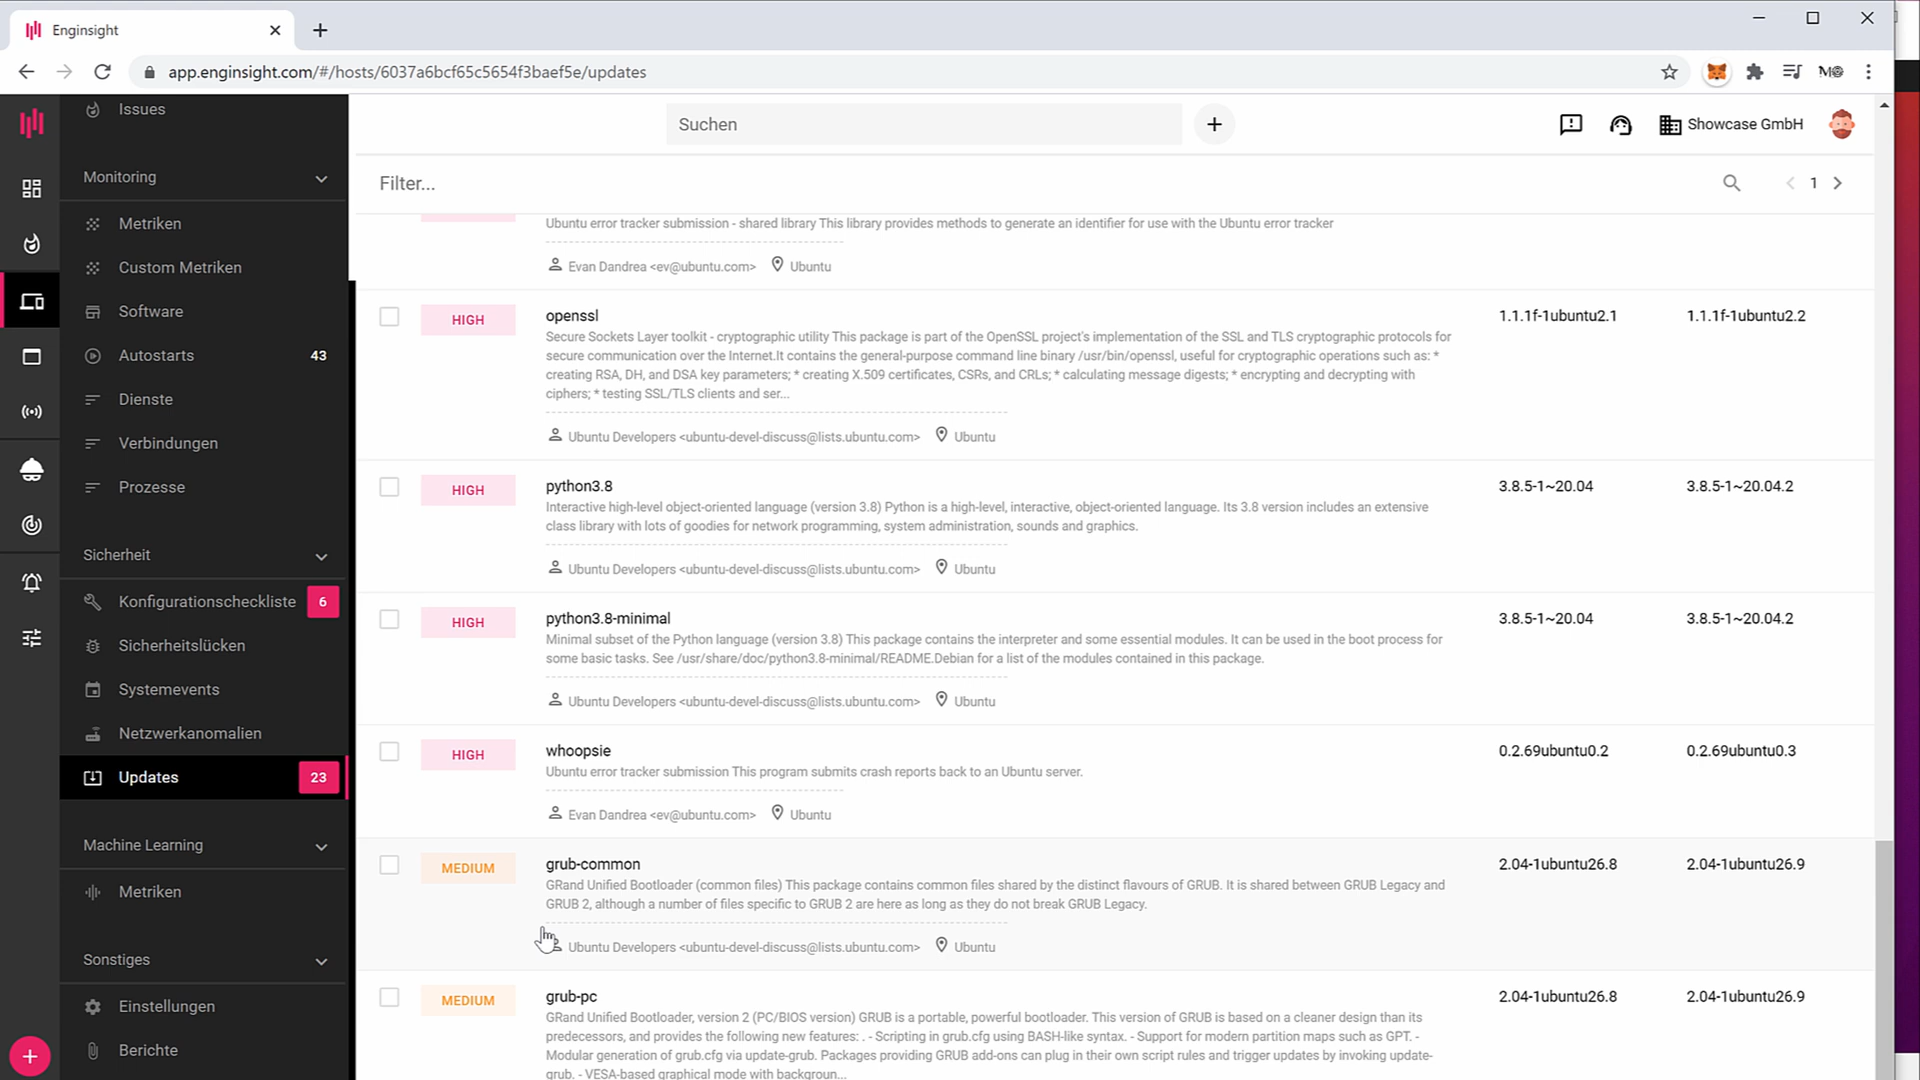 Enginsight
app.enginsight.com/#/hosts/6037a6bcf65c5654f3baef5e/updates
Issues
Monitoring
Metriken
Custom Metriken
Software
Autostarts 43
Dienste
Verbindungen
Prozesse
Sicherheit
Konfigurationscheckliste 6
Sicherheitslücken
Systemevents
Netzwerkanomalien
Updates 23
Machine Learning
Metriken
Sonstiges
Einstellungen
Berichte
Suchen
Showcase GmbH
Filter...
1
Ubuntu error tracker submission - shared library This library provides methods to generate an identifier for use with the Ubuntu error tracker
Evan Dandrea <ev@ubuntu.com> Ubuntu
HIGH openssl 1.1.1f-1ubuntu2.1 1.1.1f-1ubuntu2.2
Secure Sockets Layer toolkit - cryptographic utility This package is part of the OpenSSL project's implementation of the SSL and TLS cryptographic protocols for
secure communication over the Internet.It contains the general-purpose command line binary /usr/bin/openssl, useful for cryptographic operations such as: *
creating RSA, DH, and DSA key parameters; * creating X.509 certificates, CSRs, and CRLs; * calculating message digests; * encrypting and decrypting with
ciphers; * testing SSL/TLS clients and ser...
Ubuntu Developers <ubuntu-devel-discuss@lists.ubuntu.com> Ubuntu
HIGH python3.8 3.8.5-1~20.04 3.8.5-1~20.04.2
Interactive high-level object-oriented language (version 3.8) Python is a high-level, interactive, object-oriented language. Its 3.8 version includes an extensive
class library with lots of goodies for network programming, system administration, sounds and graphics.
Ubuntu Developers <ubuntu-devel-discuss@lists.ubuntu.com> Ubuntu
HIGH python3.8-minimal 3.8.5-1~20.04 3.8.5-1~20.04.2
Minimal subset of the Python language (version 3.8) This package contains the interpreter and some essential modules. It can be used in the boot process for
some basic tasks. See /usr/share/doc/python3.8-minimal/README.Debian for a list of the modules contained in this package.
Ubuntu Developers <ubuntu-devel-discuss@lists.ubuntu.com> Ubuntu
HIGH whoopsie 0.2.69ubuntu0.2 0.2.69ubuntu0.3
Ubuntu error tracker submission This program submits crash reports back to an Ubuntu server.
Evan Dandrea <ev@ubuntu.com> Ubuntu
MEDIUM grub-common 2.04-1ubuntu26.8 2.04-1ubuntu26.9
GRand Unified Bootloader (common files) This package contains common files shared by the distinct flavours of GRUB. It is shared between GRUB Legacy and
GRUB 2, although a number of files specific to GRUB 2 are here as long as they do not break GRUB Legacy.
Ubuntu Developers <ubuntu-devel-discuss@lists.ubuntu.com> Ubuntu
MEDIUM grub-pc 2.04-1ubuntu26.8 2.04-1ubuntu26.9
GRand Unified Bootloader, version 2 (PC/BIOS version) GRUB is a portable, powerful bootloader. This version of GRUB is based on a cleaner design than its
predecessors, and provides the following new features: . - Scripting in grub.cfg using BASH-like syntax. - Support for modern partition maps such as GPT. -
Modular generation of grub.cfg via update-grub. Packages providing GRUB add-ons can plug in their own script rules and trigger updates by invoking update-
grub. - VESA-based graphical mode with backgroun...